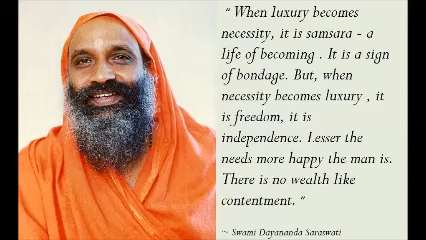 “ When luxury becomes
necessity, it is samsara - a
life of becoming . It is a sign
of bondage. But, when
necessity becomes luxury , it
is freedom, it is
independence. Lesser the
needs more happy the man is.
There is no wealth like
contentment. ”
~ Swami Dayananda Saraswati